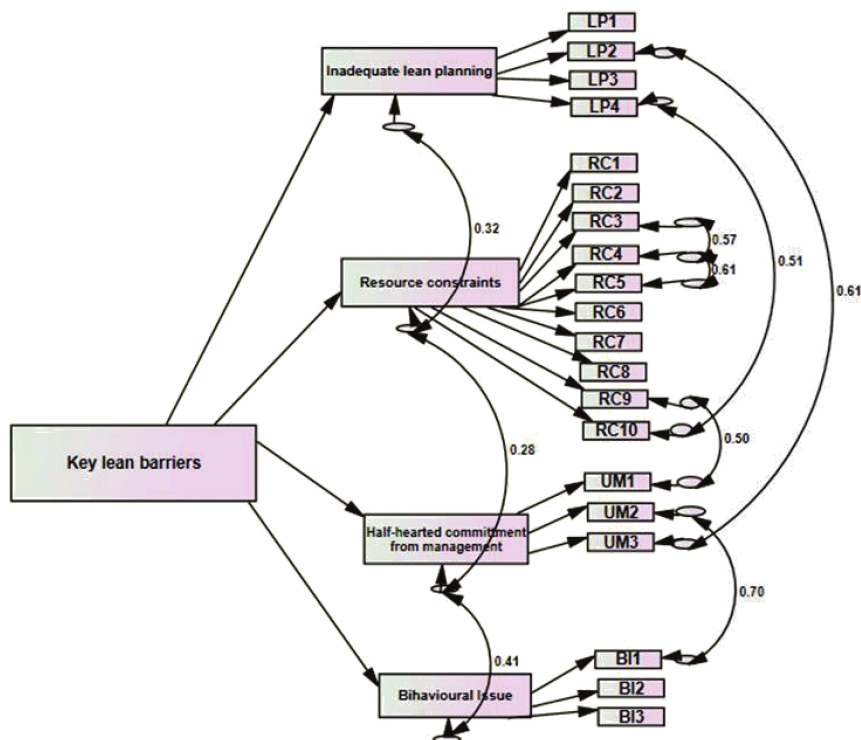 LP1
Inadequate lean planning
LP2
LP3
LP4
RC1
RC2
RC3
0.32
0.57
RC4
0.61
0.51
Resource constraints
RC5
0.61
RC6
RC7
RC8
RC9
RC10
0.50
0.28
Key lean barriers
UM1
UM2
Half-hearted committment
from management
UM3
0.70
BI1
0.41
Bihavioural Issue
BI2
BI3